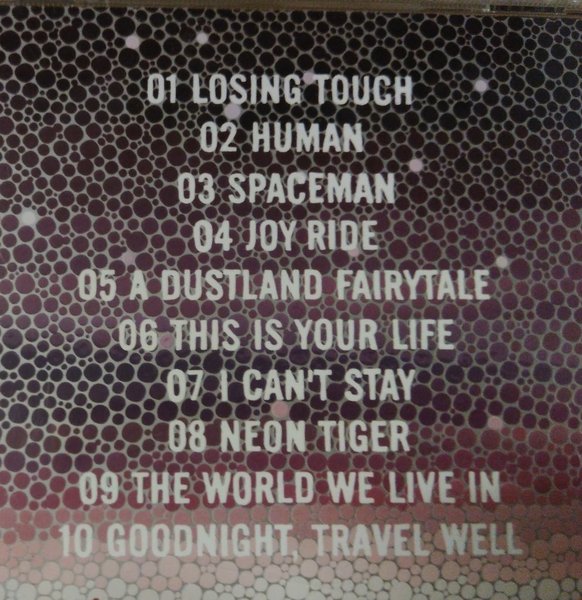 01 LOSING TOUCH
02 HUMAN
03 SPACEMAN
04 JOY RIDE
05 A DUSTLAND FAIRYTALE
06 THIS IS YOUR LIFE
07 I CAN'T STAY
08 NEON TIGER
09 THE WORLD WE LIVE IN
10 GOODNIGHT, TRAVEL WELL